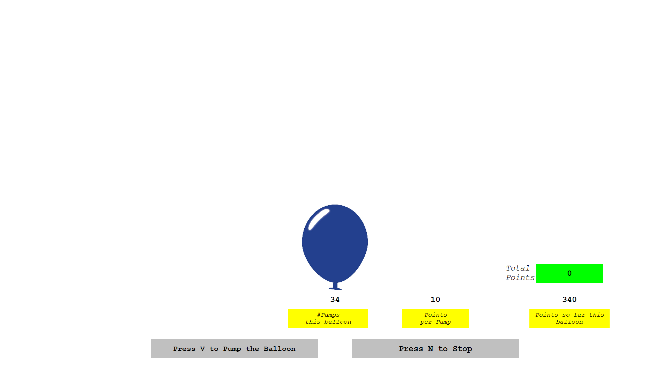 Total
Points
0
34
10
340
#Pumps
this balloon
Points
per Pump
Points so far this
balloon
Press V to Pump the Balloon
Press N to Stop